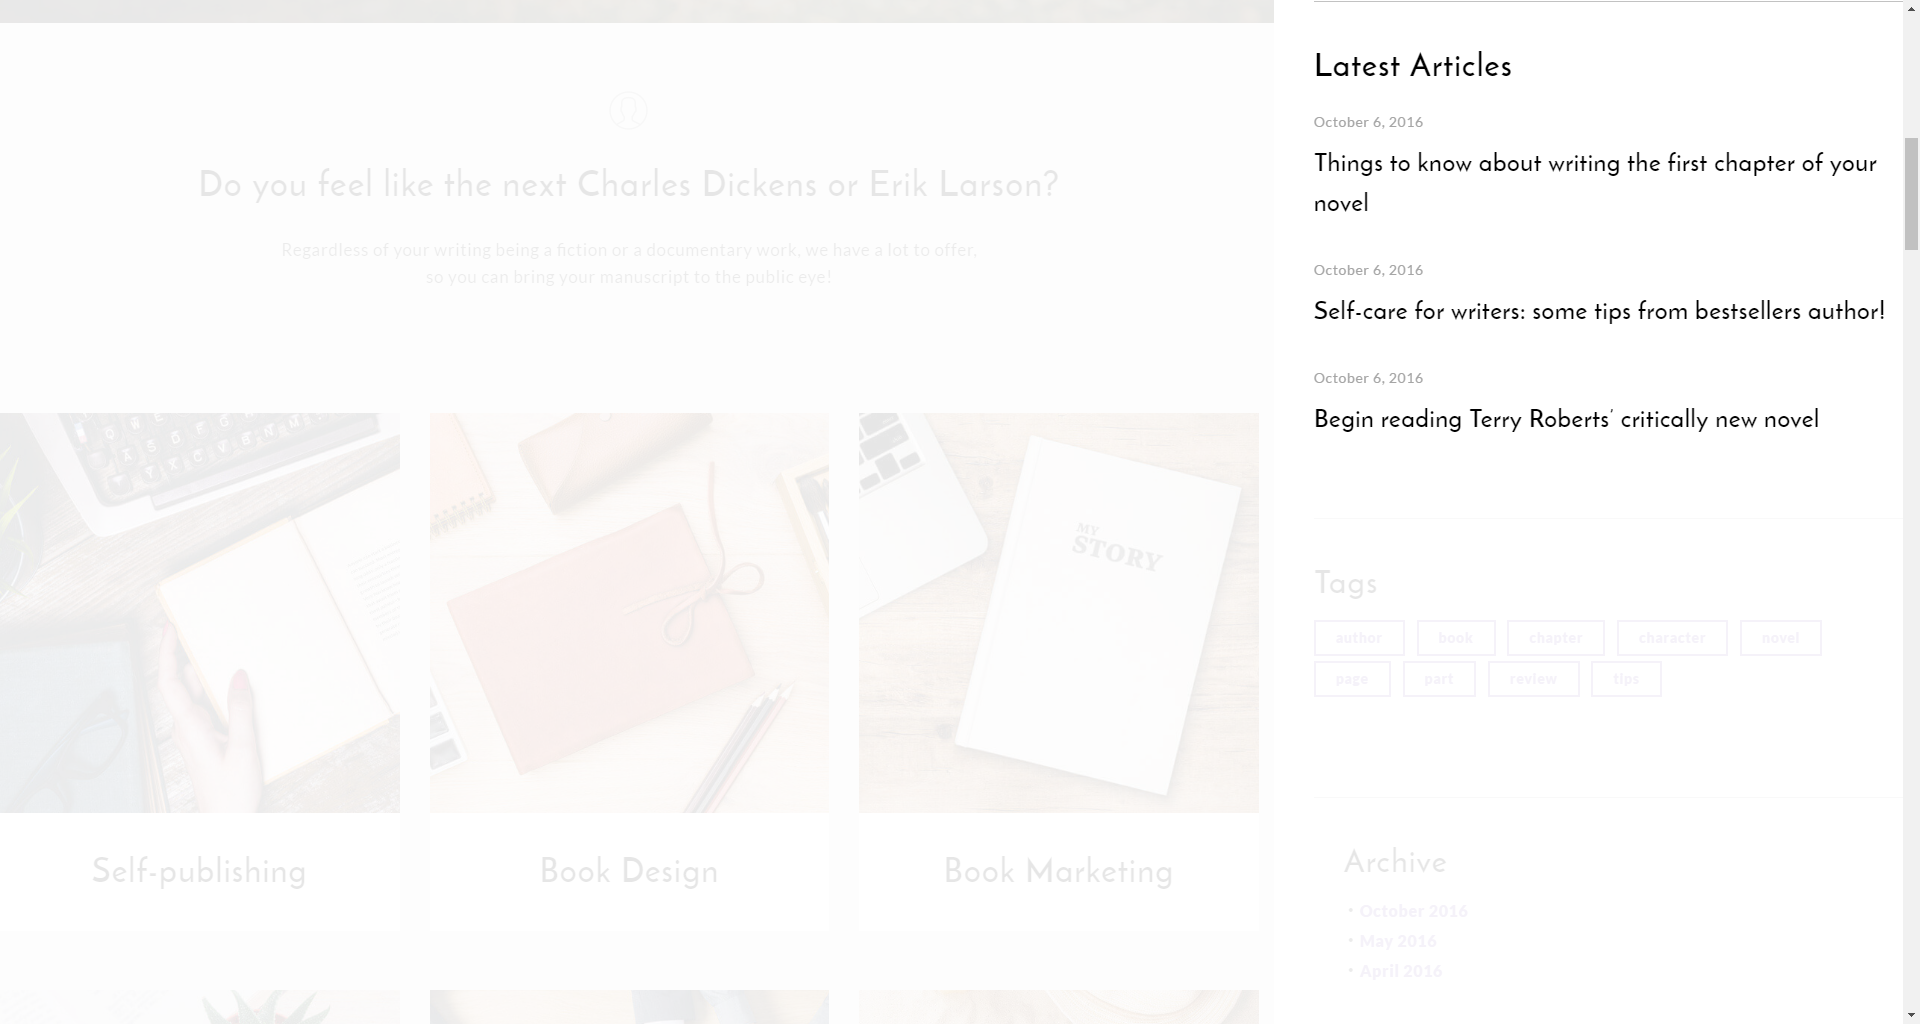 Do you feel like the next Charles Dickens or Erik Larson?
Regardless of your writing being a fiction or a documentary work, we have a lot to offer,
so you can bring your manuscript to the public eye!
MY
STORY
Self-publishing
Book Design
Book Marketing
Latest Articles
October 6, 2016
Things to know about writing the first chapter of your
novel
October 6, 2016
Self-care for writers: some tips from bestsellers author!
October 6, 2016
Begin reading Terry Roberts' critically new novel
Tags
author book chapter character novel
page part review tips
Archive
• October 2016
• May 2016
• April 2016